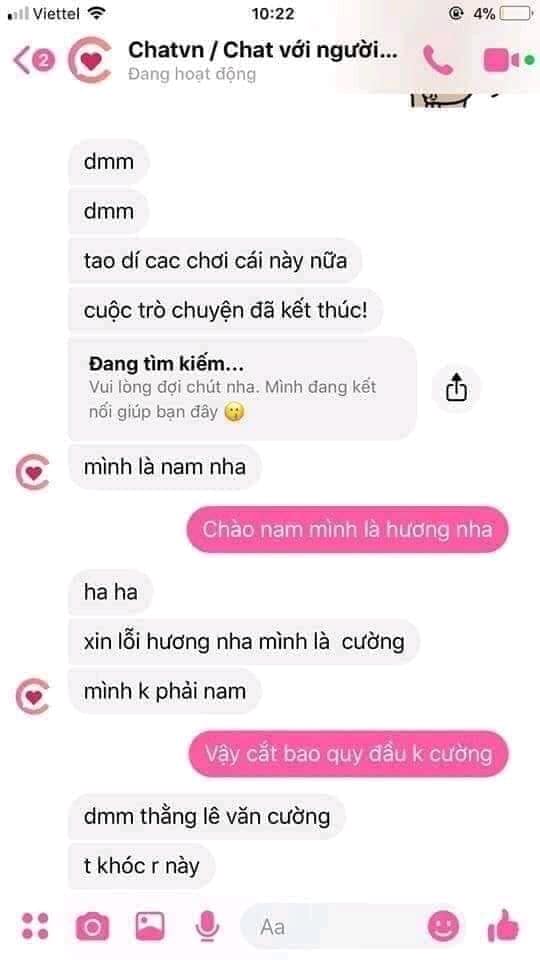 Viettel 10:22 4%
2 Chatvn / Chat với người...
Đang hoạt động
dmm
dmm
tao dí cac chơi cái này nữa
cuộc trò chuyện đã kết thúc!
Đang tìm kiếm...
Vui lòng đợi chút nha. Mình đang kết
nối giúp bạn đây 😗
mình là nam nha
Chào nam mình là hương nha
ha ha
xin lỗi hương nha mình là cường
mình k phải nam
Vậy cắt bao quy đầu k cường
dmm thằng lê văn cường
t khóc r này
Aa